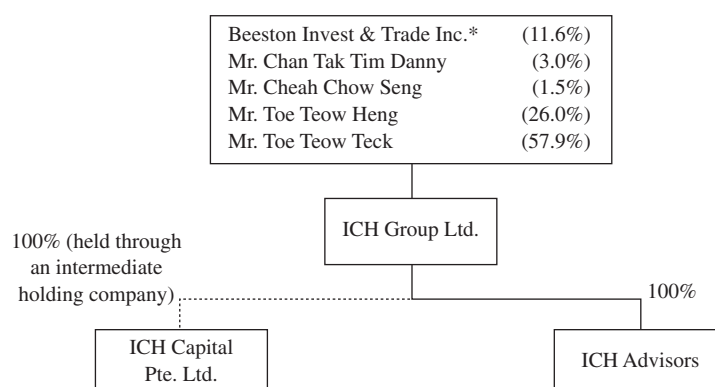 Beeston Invest & Trade Inc.* (11.6%)
Mr. Chan Tak Tim Danny (3.0%)
Mr. Cheah Chow Seng (1.5%)
Mr. Toe Teow Heng (26.0%)
Mr. Toe Teow Teck (57.9%)
ICH Group Ltd.
100% (held through
an intermediate
holding company)
100%
ICH Capital
Pte. Ltd.
ICH Advisors